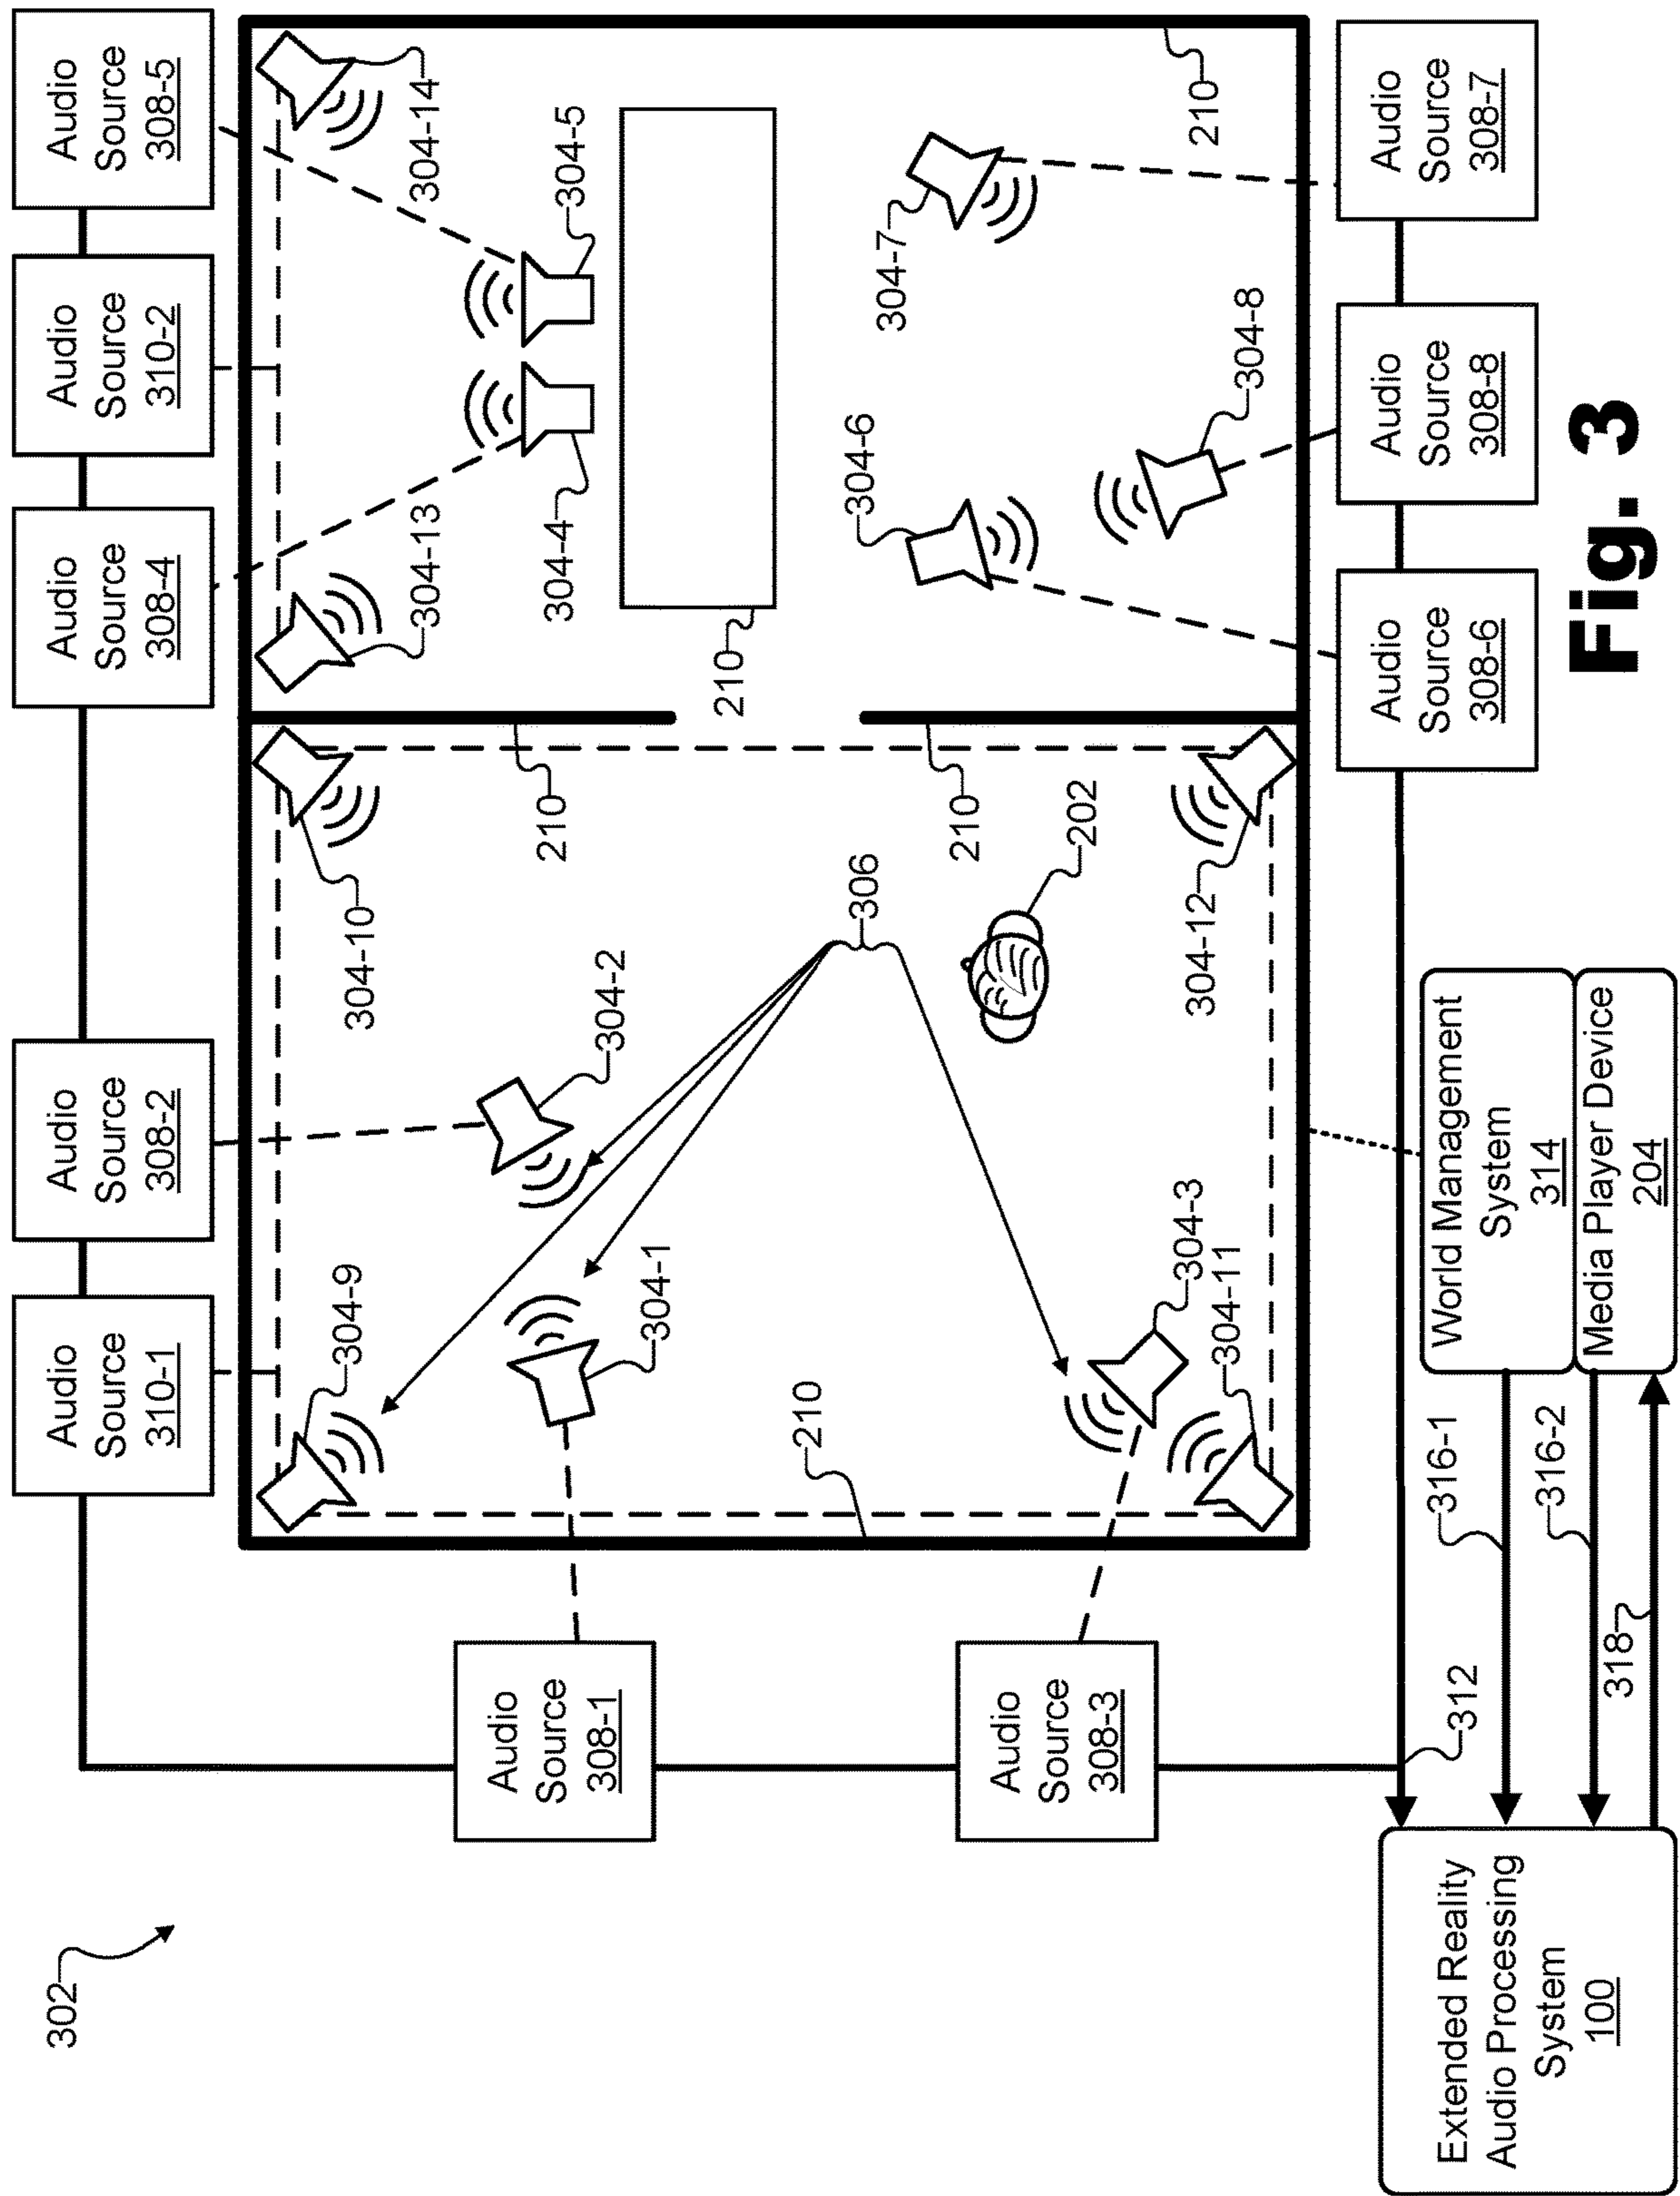 302
Audio
Source
310-1
Audio
Source
308-2
Audio
Source
308-4
Audio
Source
310-2
Audio
Source
308-5
304-9
304-10
304-13
304-14
Audio
Source
308-1
304-1
304-2
210
304-4
304-5
210
210
306
304-6
304-7
Audio
Source
308-3
304-3
304-11
304-12
202
210
304-8
210
Audio
Source
308-6
Audio
Source
308-8
Audio
Source
308-7
Extended Reality
Audio Processing
System
100
312
316-1
316-2
318
World Management
System
314
Media Player Device
204
Fig. 3